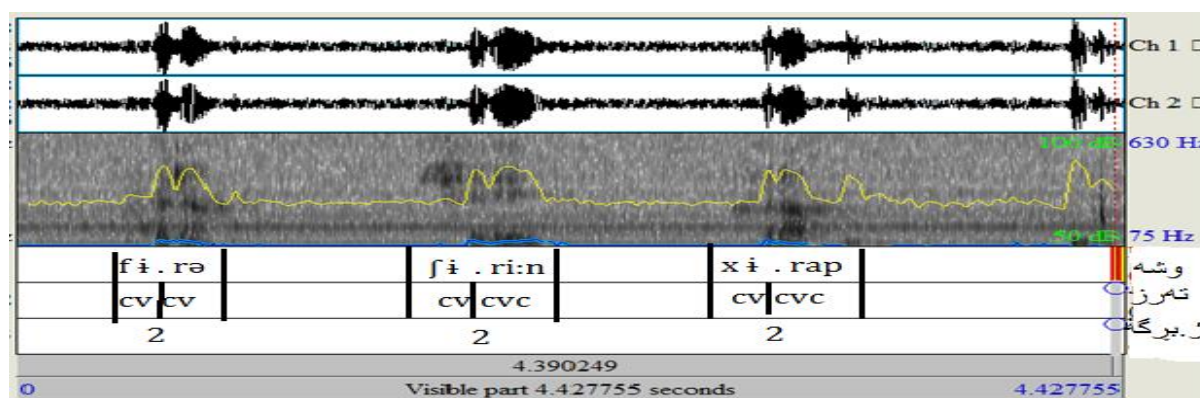 Ch 1
Ch 2
100 dB 630 Hz
50 dB 75 Hz
fɨ.rə ʃɨ.ri:n xɨ.rap وشە
cv cv cv cvc cv cvc تەرز
2 2 2 ژ.بڕگە
4.390249
0 Visible part 4.427755 seconds 4.427755